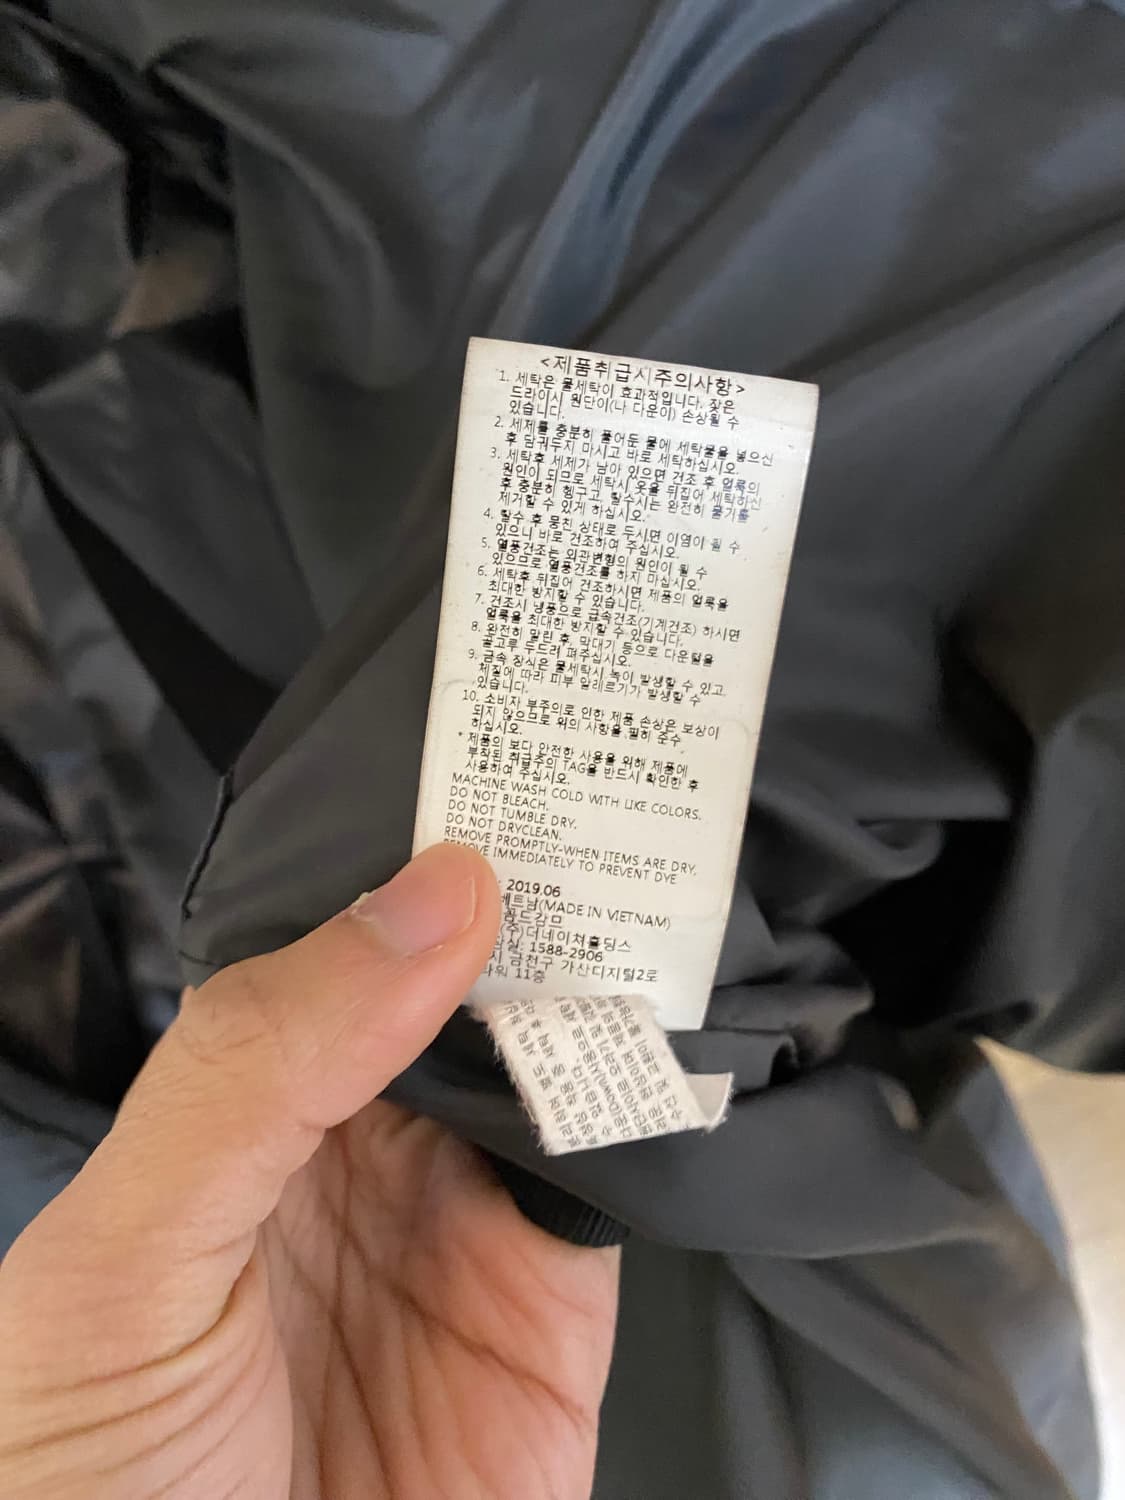 <제품취급시주의사항>
1. 세탁은 물세탁이 효과적입니다. 잦은
드라이시 원단이(나 다운이) 손상될 수
있습니다.
2. 세제를 충분히 풀어둔 물에 세탁물을 넣으신
후 담궈두지 마시고 바로 세탁하십시오.
3. 세탁후 세제가 남아 있으면 건조 후 얼룩의
원인이 되므로 세탁시 옷을 뒤집어 세탁하신
후 충분히 헹구고, 탈수시는 완전히 물기를
제거할 수 있게 하십시오.
4. 탈수 후 뭉친 상태로 두시면 이염이 될 수
있으니 바로 건조하여 주십시오.
5. 열풍건조는 외관변형의 원인이 될 수
있으므로 열풍건조를 하지 마십시오.
6. 세탁후 뒤집어 건조하시면 제품의 얼룩을
최대한 방지할 수 있습니다.
7. 건조시 냉풍으로 급속건조(기계건조) 하시면
얼룩을 최대한 방지할 수 있습니다.
8. 완전히 말린 후, 막대기 등으로 다운털을
골고루 두드려 펴주십시오.
9. 금속 장식은 물세탁시 녹이 발생할 수 있고,
체질에 따라 피부 알레르기가 발생할 수
있습니다.
10. 소비자 부주의로 인한 제품 손상은 보상이
되지 않으므로 위의 사항을 필히 준수
하십시오.
* 제품의 보다 안전한 사용을 위해 제품에
부착된 취급주의 TAG을 반드시 확인한 후
사용하여 주십시오.
MACHINE WASH COLD WITH LIKE COLORS.
DO NOT BLEACH.
DO NOT TUMBLE DRY.
DO NOT DRYCLEAN.
REMOVE PROMPTLY-WHEN ITEMS ARE DRY.
REMOVE IMMEDIATELY TO PREVENT DYE
: 2019.06
베트남(MADE IN VIETNAM)
골드감므
(주)더네이쳐홀딩스
: 1588-2906
시 금천구 가산디지털2로
타워 11층